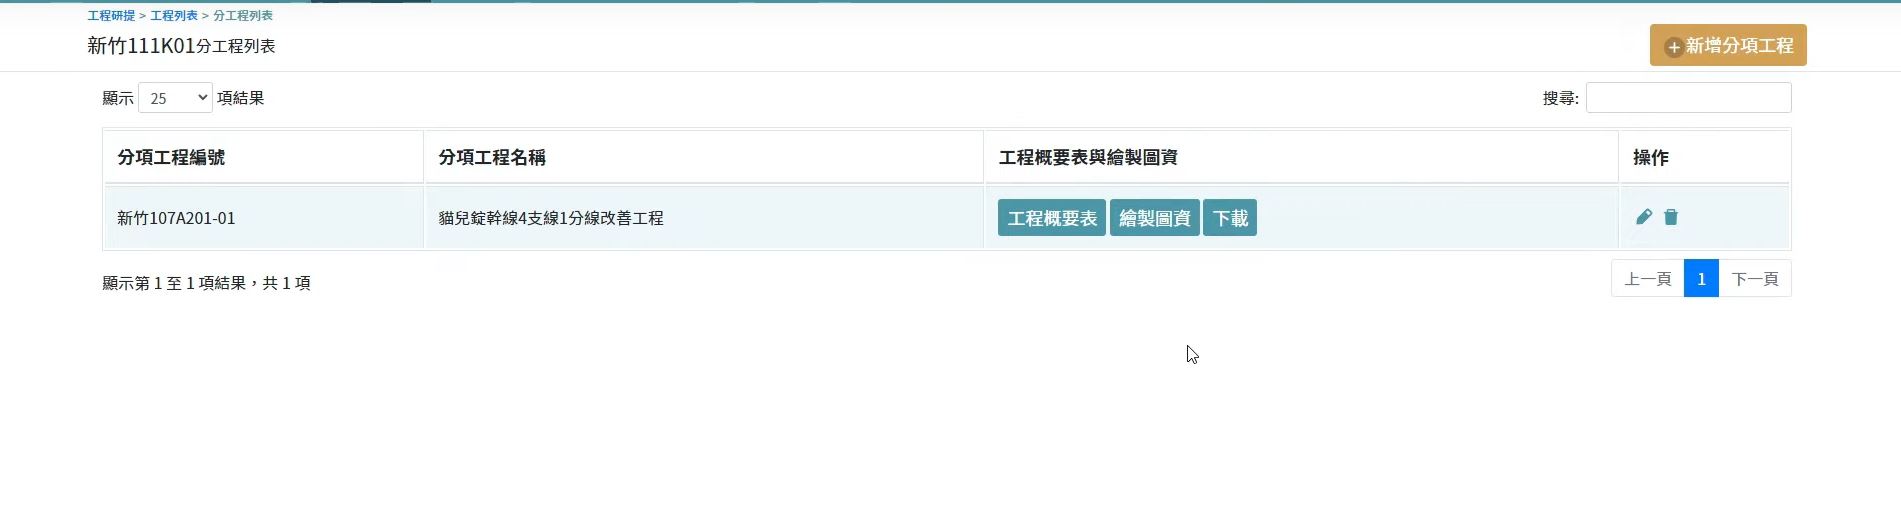 工程研提 > 工程列表 > 分工程列表
新竹111K01分工程列表
新增分項工程
顯示 25 項結果
搜尋:
分項工程編號 分項工程名稱 工程概要表與繪製圖資 操作
新竹107A201-01 貓兒錠幹線4支線1分線改善工程 工程概要表 繪製圖資 下載
顯示第 1 至 1 項結果，共 1 項
上一頁 1 下一頁